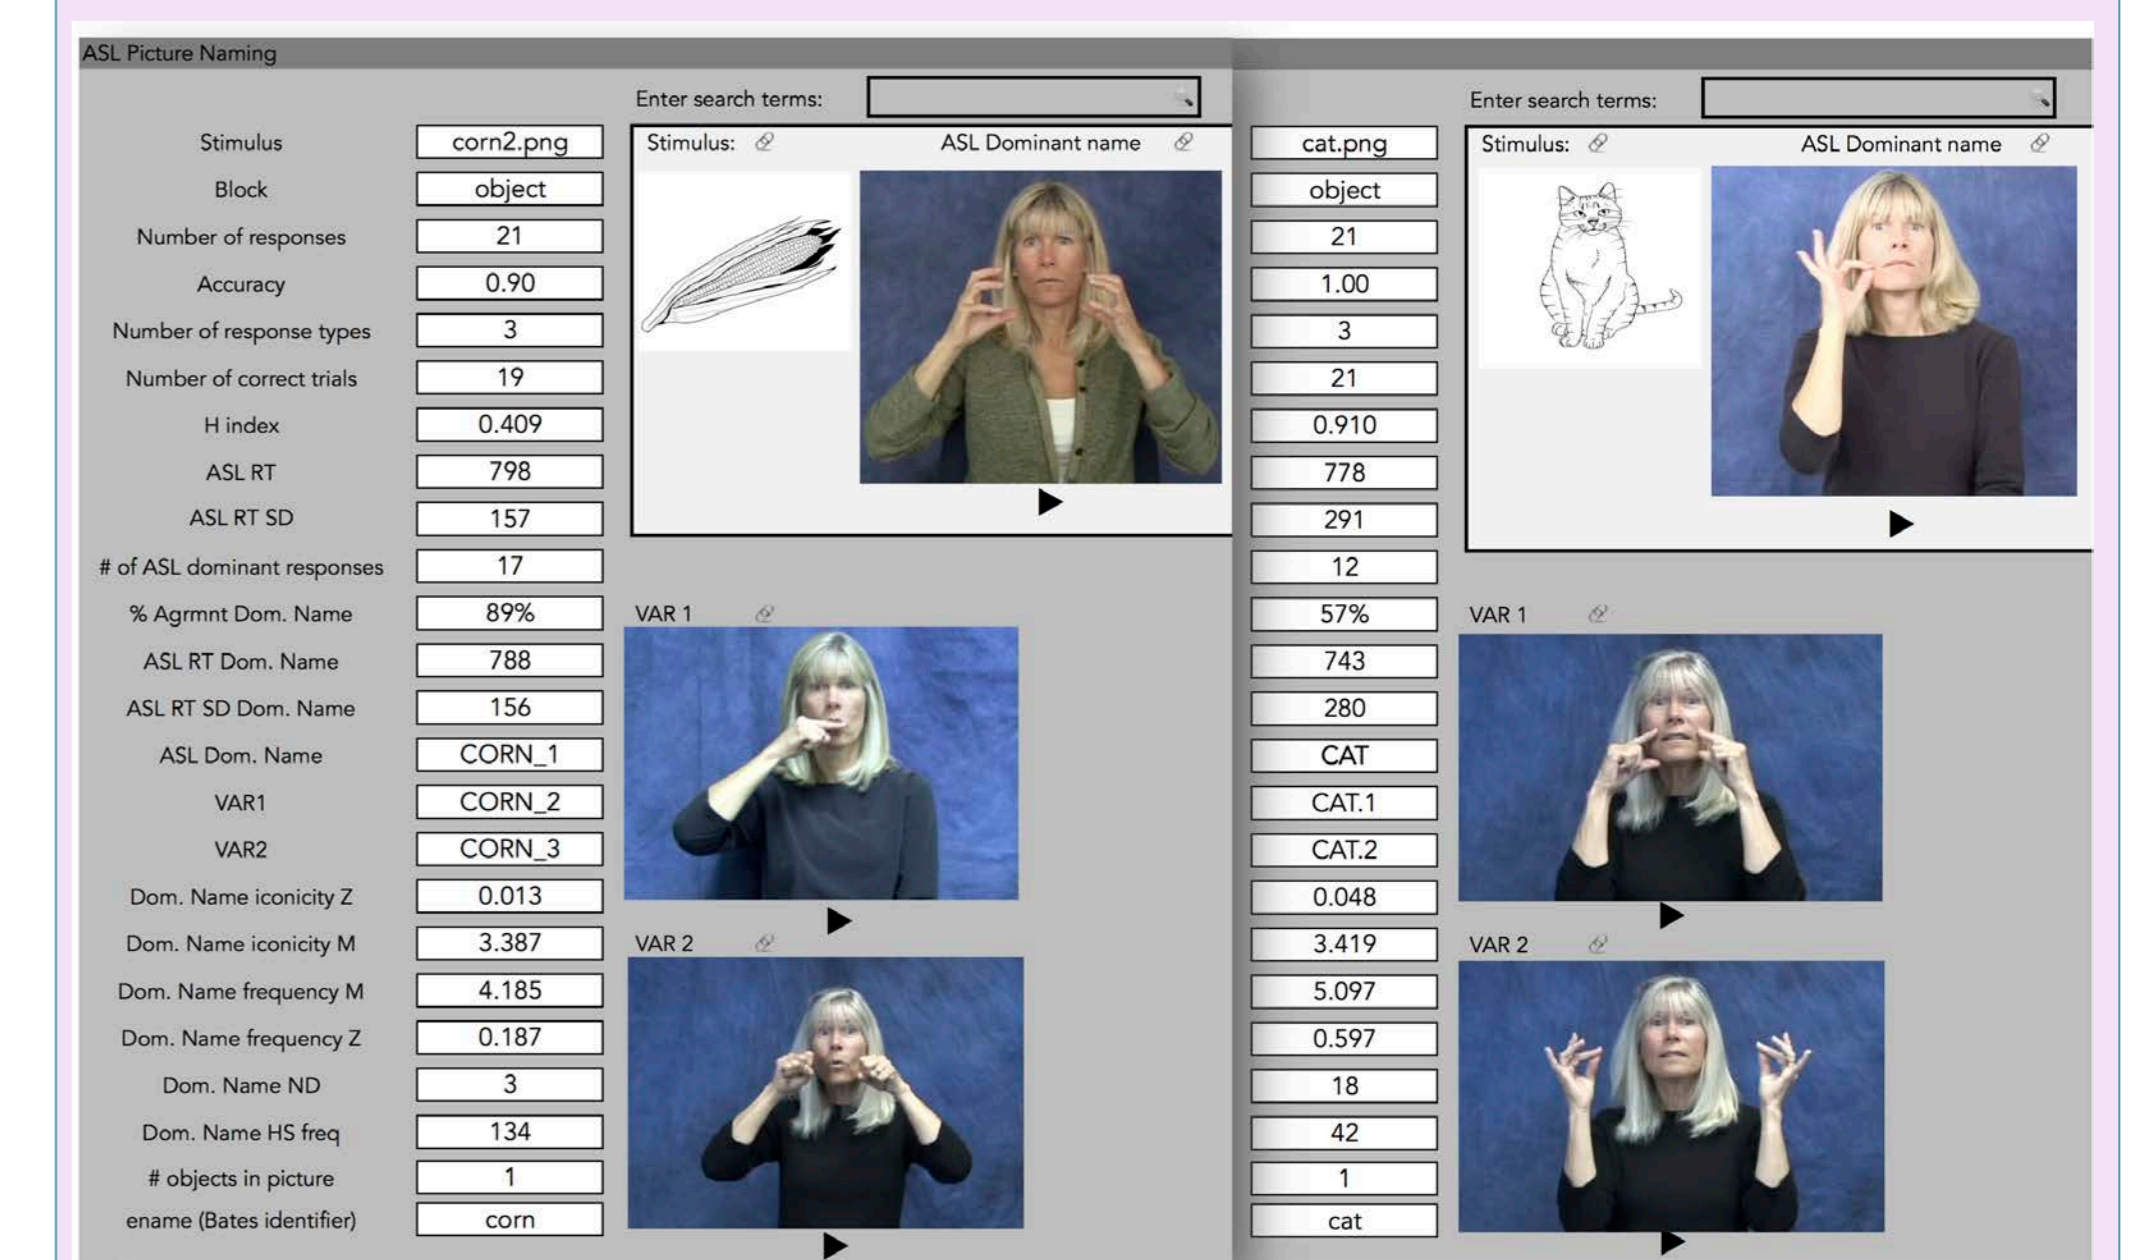 ASL Picture Naming
Enter search terms:
Enter search terms:
Stimulus corn2.png Stimulus: ASL Dominant name cat.png Stimulus: ASL Dominant name
Block object object
Number of responses 21 21
Accuracy 0.90 1.00
Number of response types 3 3
Number of correct trials 19 21
H index 0.409 0.910
ASL RT 798 778
ASL RT SD 157 291
# of ASL dominant responses 17 12
% Agrmnt Dom. Name 89% VAR 1 57% VAR 1
ASL RT Dom. Name 788 743
ASL RT SD Dom. Name 156 280
ASL Dom. Name CORN_1 CAT
VAR1 CORN_2 CAT.1
VAR2 CORN_3 CAT.2
Dom. Name iconicity Z 0.013 0.048
Dom. Name iconicity M 3.387 VAR 2 3.419 VAR 2
Dom. Name frequency M 4.185 5.097
Dom. Name frequency Z 0.187 0.597
Dom. Name ND 3 18
Dom. Name HS freq 134 42
# objects in picture 1 1
ename (Bates identifier) corn cat